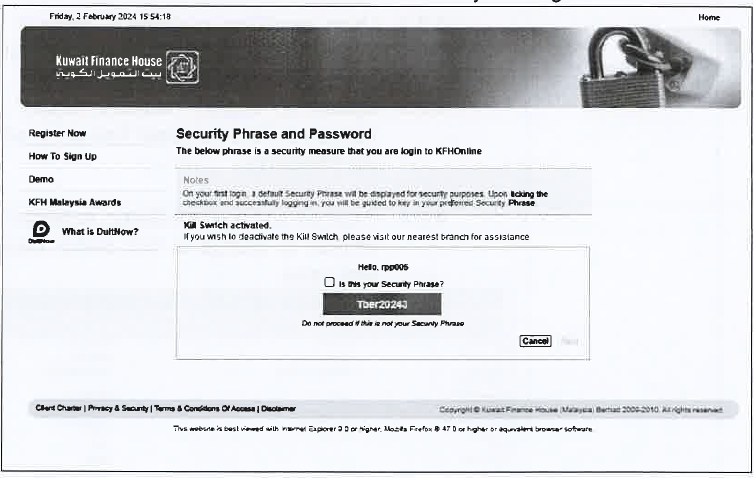 Friday, 2 February 2024 15 54:18
Home
Kuwait Finance House
بيت التمويل الكويتي
Register Now
How To Sign Up
Demo
KFH Malaysia Awards
DuitNow
What is DuitNow?
Security Phrase and Password
The below phrase is a security measure that you are login to KFHOnline
Notes
On your first login, a default Security Phrase will be displayed for security purposes. Upon ticking the
checkbox and successfully logging in, you will be guided to key in your preferred Security Phrase
Kill Switch activated.
If you wish to deactivate the Kill Switch, please visit our nearest branch for assistance
Hello, rpp005
Is this your Security Phrase?
Tber20243
Do not proceed if this is not your Security Phrase
Cancel Next
Client Charter | Privacy & Security | Terms & Conditions Of Access | Disclaimer
Copyright © Kuwait Finance House (Malaysia) Berhad 2006-2010. All rights reserved.
This website is best viewed with Internet Explorer 9.0 or higher, Mozilla Firefox ® 47.0 or higher or equivalent browser software.